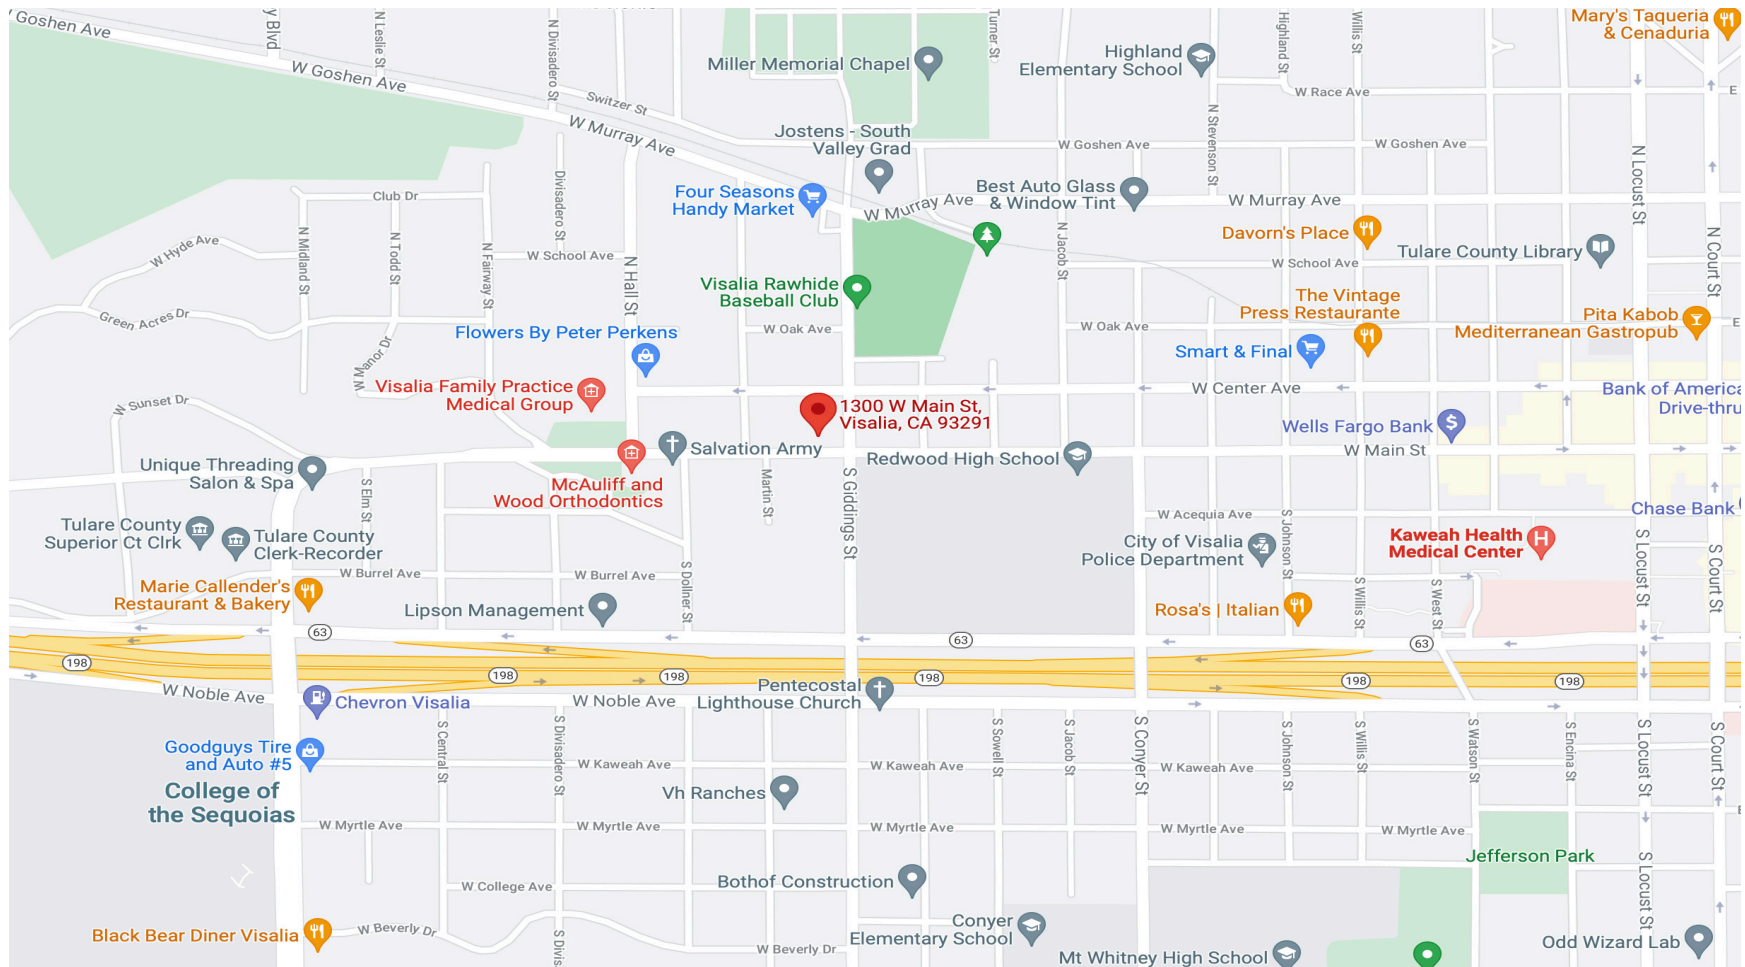 Goshen Ave
y Blvd
N Leslie St
N Divisadero St
Turner St
Highland St
Willis St
Mary's Taqueria
& Cenaduria
W Goshen Ave
Switzer St
W Murray Ave
Miller Memorial Chapel
Highland
Elementary School
W Race Ave
E
Jostens - South
Valley Grad
W Goshen Ave
W Goshen Ave
N Stevenson St
N Locust St
Club Dr
Divisadero St
Four Seasons
Handy Market
W Murray Ave
Best Auto Glass
& Window Tint
W Murray Ave
Davorn's Place
Tulare County Library
W Hyde Ave
N Midland St
N Todd St
N Fairway St
W School Ave
N Hall St
N Jacob St
W School Ave
N Court St
Visalia Rawhide
Baseball Club
The Vintage
Press Restaurante
Pita Kabob
Mediterranean Gastropub
E
Green Acres Dr
Flowers By Peter Perkens
W Oak Ave
W Oak Ave
Smart & Final
W Manor Dr
Visalia Family Practice
Medical Group
W Center Ave
Bank of America
Drive-thru
W Sunset Dr
1300 W Main St,
Visalia, CA 93291
Wells Fargo Bank
W Main St
Salvation Army
Redwood High School
Unique Threading
Salon & Spa
McAuliff and
Wood Orthodontics
S Elm St
Martin St
S Giddings St
W Acequia Ave
Chase Bank
Tulare County
Superior Ct Clrk
Tulare County
Clerk-Recorder
City of Visalia
Police Department
S Johnson St
Kaweah Health
Medical Center
S Locust St
S Court St
W Burrel Ave
W Burrel Ave
S Dollner St
Marie Callender's
Restaurant & Bakery
Lipson Management
Rosa's | Italian
S Willis St
S West St
63
63
63
198
198
198
198
198
198
W Noble Ave
W Noble Ave
Chevron Visalia
Pentecostal
Lighthouse Church
Goodguys Tire
and Auto #5
College of
the Sequoias
S Central St
S Divisadero St
W Kaweah Ave
W Kaweah Ave
W Kaweah Ave
S Sowell St
S Jacob St
S Conyer St
S Johnson St
S Willis St
S Watson St
S Encina St
S Locust St
S Court St
Vh Ranches
W Myrtle Ave
W Myrtle Ave
W Myrtle Ave
W Myrtle Ave
W Myrtle Ave
E
Jefferson Park
W College Ave
Bothof Construction
S Locust St
Black Bear Diner Visalia
W Beverly Dr
S Divis
W Beverly Dr
Conyer
Elementary School
Mt Whitney High School
Odd Wizard Lab